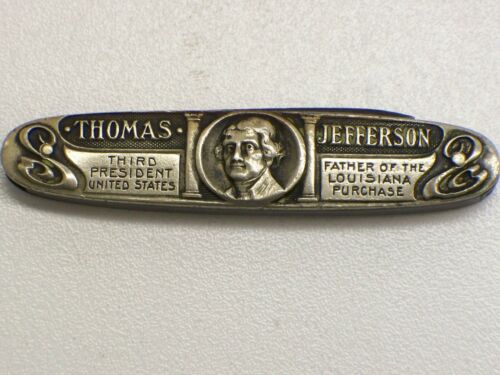 · THOMAS · JEFFERSON ·
THIRD
PRESIDENT
UNITED STATES
FATHER OF THE
LOUISIANA
PURCHASE